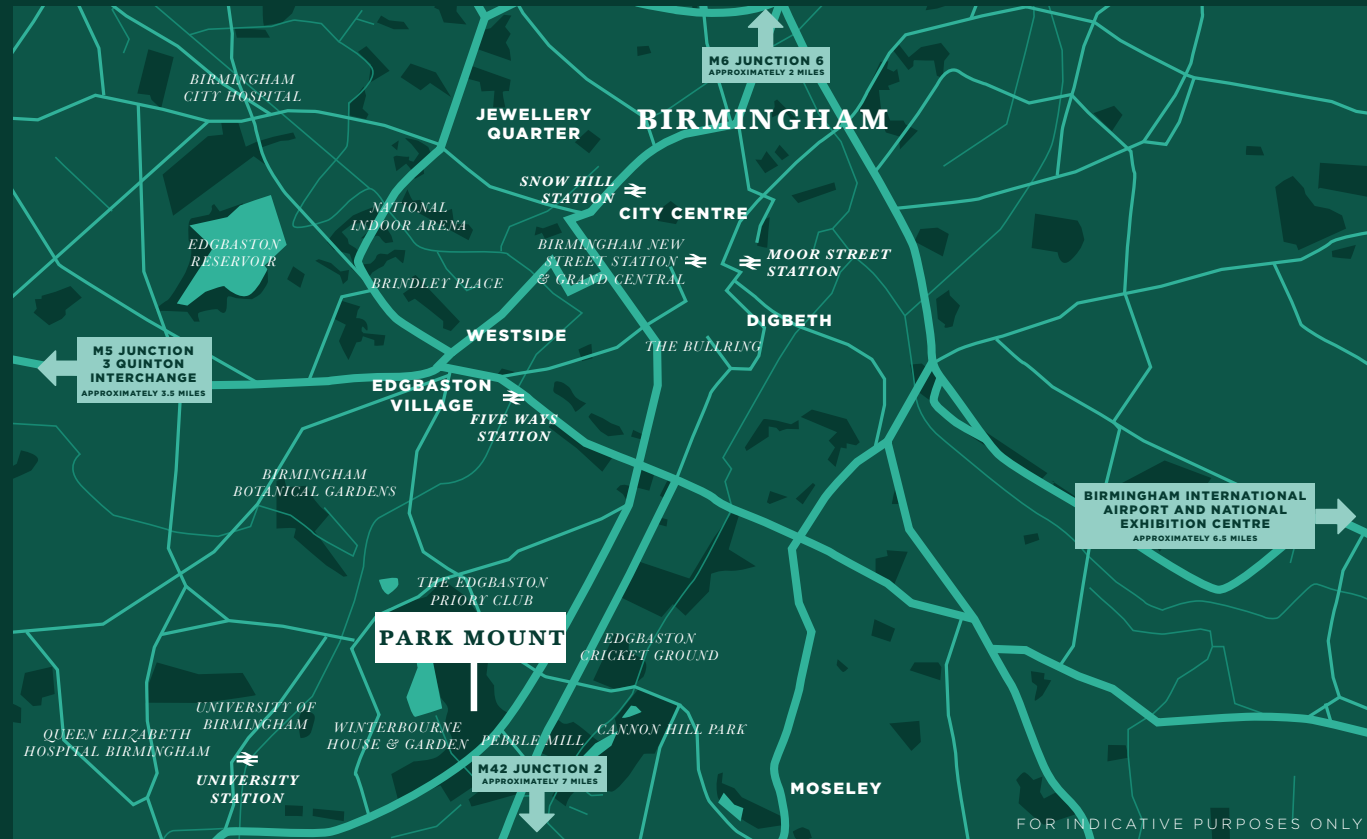 M6 JUNCTION 6
APPROXIMATELY 2 MILES
BIRMINGHAM
CITY HOSPITAL
JEWELLERY
QUARTER
BIRMINGHAM
SNOW HILL
STATION
CITY CENTRE
NATIONAL
INDOOR ARENA
EDGBASTON
RESERVOIR
BIRMINGHAM NEW
STREET STATION
& GRAND CENTRAL
MOOR STREET
STATION
BRINDLEY PLACE
DIGBETH
WESTSIDE
THE BULLRING
M5 JUNCTION
3 QUINTON
INTERCHANGE
APPROXIMATELY 3.5 MILES
EDGBASTON
VILLAGE
FIVE WAYS
STATION
BIRMINGHAM
BOTANICAL GARDENS
BIRMINGHAM INTERNATIONAL
AIRPORT AND NATIONAL
EXHIBITION CENTRE
APPROXIMATELY 6.5 MILES
THE EDGBASTON
PRIORY CLUB
PARK MOUNT
EDGBASTON
CRICKET GROUND
UNIVERSITY OF
BIRMINGHAM
QUEEN ELIZABETH
HOSPITAL BIRMINGHAM
WINTERBOURNE
HOUSE & GARDEN
PEBBLE MILL
CANNON HILL PARK
UNIVERSITY
STATION
M42 JUNCTION 2
APPROXIMATELY 7 MILES
MOSELEY
FOR INDICATIVE PURPOSES ONLY